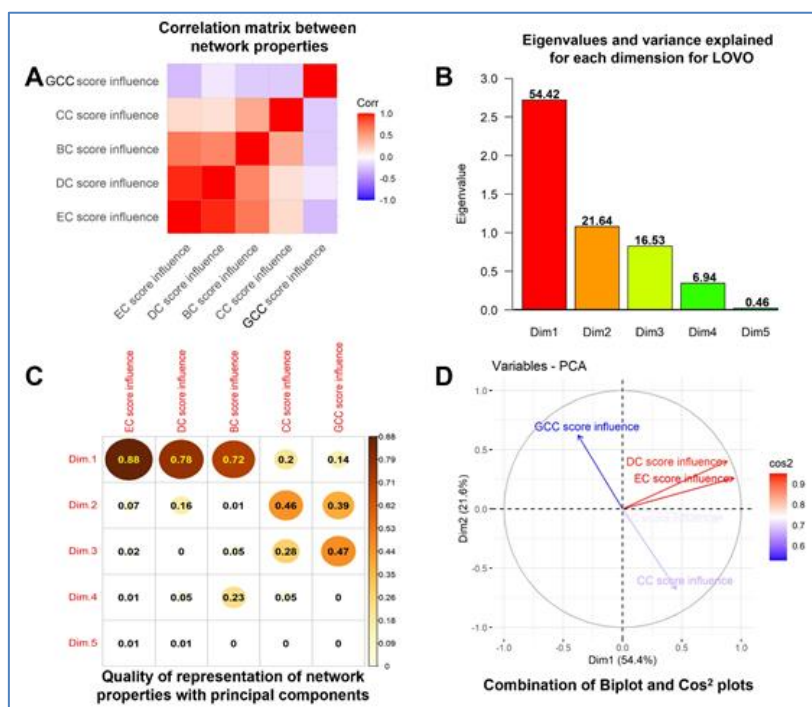 Correlation matrix between
network properties
A
GCC score influence
CC score influence
BC score influence
DC score influence
EC score influence
EC score influence
DC score influence
BC score influence
CC score influence
GCC score influence
Corr
1.0
0.5
0.0
-0.5
-1.0
Eigenvalues and variance explained
for each dimension for LOVO
B
Eigenvalue
3.0
2.5
2.0
1.5
1.0
0.5
0.0
54.42
21.64
16.53
6.94
0.46
Dim1 Dim2 Dim3 Dim4 Dim5
C
EC score influence
DC score influence
BC score influence
CC score influence
GCC score influence
Dim.1 0.88 0.78 0.72 0.2 0.14
Dim.2 0.07 0.16 0.01 0.46 0.39
Dim.3 0.02 0 0.05 0.28 0.47
Dim.4 0.01 0.05 0.23 0.05 0
Dim.5 0.01 0.01 0 0 0
0.88
0.79
0.7
0.61
0.53
0.44
0.35
0.26
0.18
0.09
0
Quality of representation of network
properties with principal components
D
Variables - PCA
Dim2 (21.6%)
1.0
0.5
0.0
-0.5
-1.0
GCC score influence
DC score influence
EC score influence
CC score influence
-1.0 -0.5 0.0 0.5 1.0
Dim1 (54.4%)
cos2
0.9
0.8
0.7
0.6
Combination of Biplot and Cos² plots